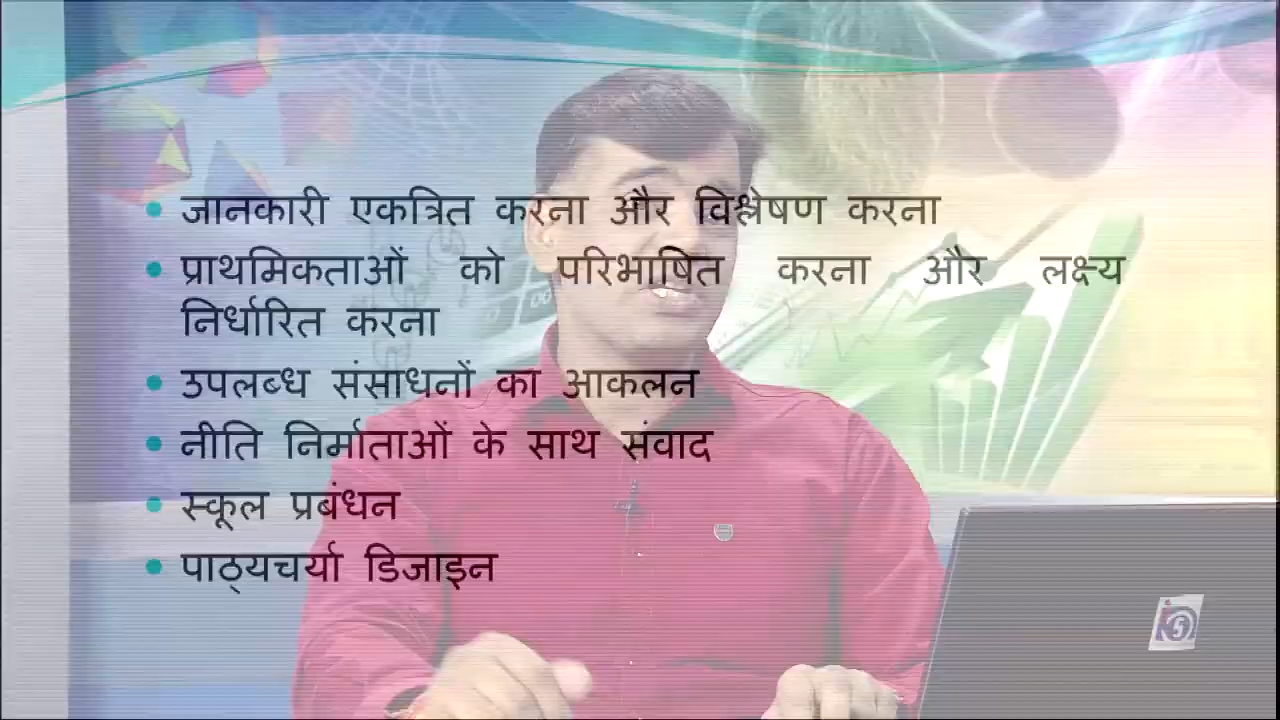 जानकारी एकत्रित करना और विश्लेषण करना
प्राथमिकताओं को परिभाषित करना और लक्ष्य
निर्धारित करना
उपलब्ध संसाधनों का आकलन
नीति निर्माताओं के साथ संवाद
स्कूल प्रबंधन
पाठ्यचर्या डिजाइन